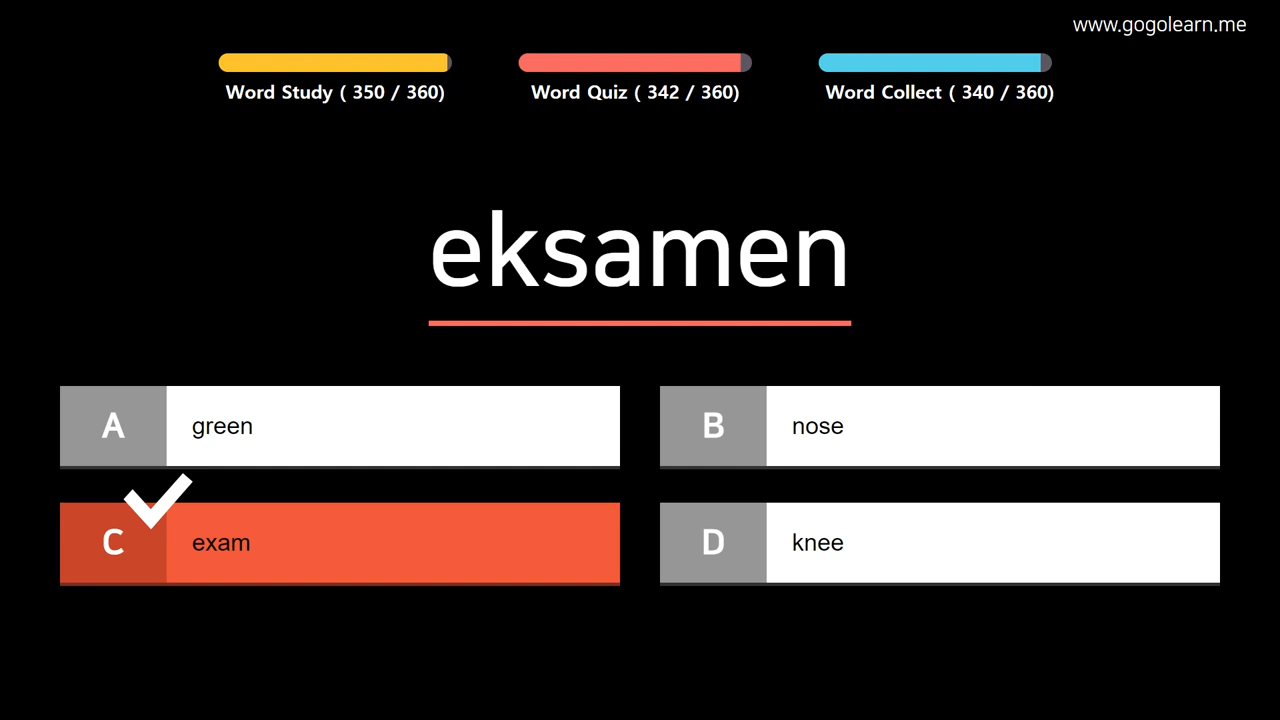 www.gogolearn.me
Word Study ( 350 / 360)
Word Quiz ( 342 / 360)
Word Collect ( 340 / 360)
eksamen
A green
B nose
C exam
D knee